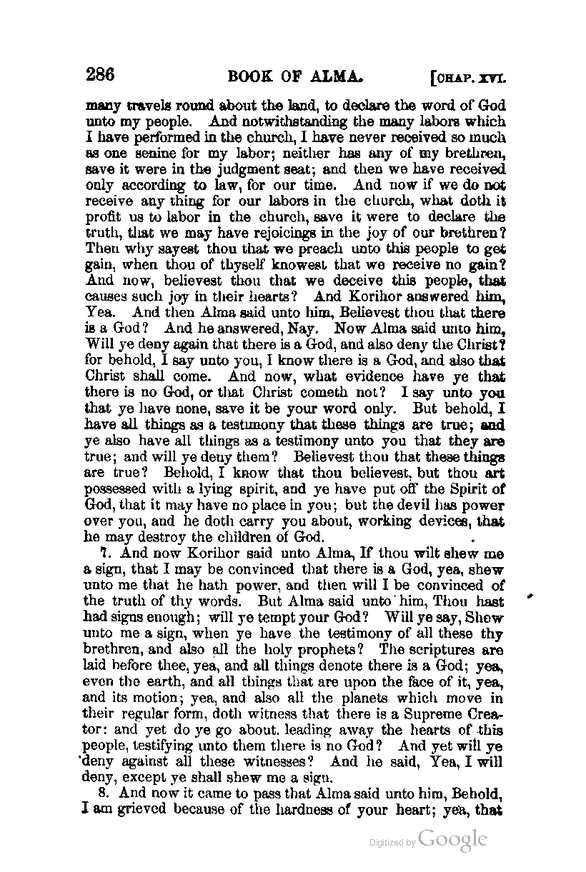 286 BOOK OF ALMA. [CHAP. XVI.
many travels round about the land, to declare the word of God
unto my people. And notwithstanding the many labors which
I have performed in the church, I have never received so much
as one senine for my labor; neither has any of my brethren,
save it were in the judgment seat; and then we have received
only according to law, for our time. And now if we do not
receive any thing for our labors in the church, what doth it
profit us to labor in the church, save it were to declare the
truth, that we may have rejoicings in the joy of our brethren?
Then why sayest thou that we preach unto this people to get
gain, when thou of thyself knowest that we receive no gain?
And now, believest thou that we deceive this people, that
causes such joy in their hearts? And Korihor answered him,
Yea. And then Alma said unto him, Believest thou that there
is a God? And he answered, Nay. Now Alma said unto him,
Will ye deny again that there is a God, and also deny the Christ?
for behold, I say unto you, I know there is a God, and also that
Christ shall come. And now, what evidence have ye that
there is no God, or that Christ cometh not? I say unto you
that ye have none, save it be your word only. But behold, I
have all things as a testimony that these things are true; and
ye also have all things as a testimony unto you that they are
true; and will ye deny them? Believest thou that these things
are true? Behold, I know that thou believest, but thou art
possessed with a lying spirit, and ye have put off the Spirit of
God, that it may have no place in you; but the devil has power
over you, and he doth carry you about, working devices, that
he may destroy the children of God.
7. And now Korihor said unto Alma, If thou wilt shew me
a sign, that I may be convinced that there is a God, yea, shew
unto me that he hath power, and then will I be convinced of
the truth of thy words. But Alma said unto him, Thou hast
had signs enough; will ye tempt your God? Will ye say, Shew
unto me a sign, when ye have the testimony of all these thy
brethren, and also all the holy prophets? The scriptures are
laid before thee, yea, and all things denote there is a God; yea,
even the earth, and all things that are upon the face of it, yea,
and its motion; yea, and also all the planets which move in
their regular form, doth witness that there is a Supreme Crea-
tor: and yet do ye go about. leading away the hearts of this
people, testifying unto them there is no God? And yet will ye
deny against all these witnesses? And he said, Yea, I will
deny, except ye shall shew me a sign.
8. And now it came to pass that Alma said unto him, Behold,
I am grieved because of the hardness of your heart; yea, that
Digitized by Google